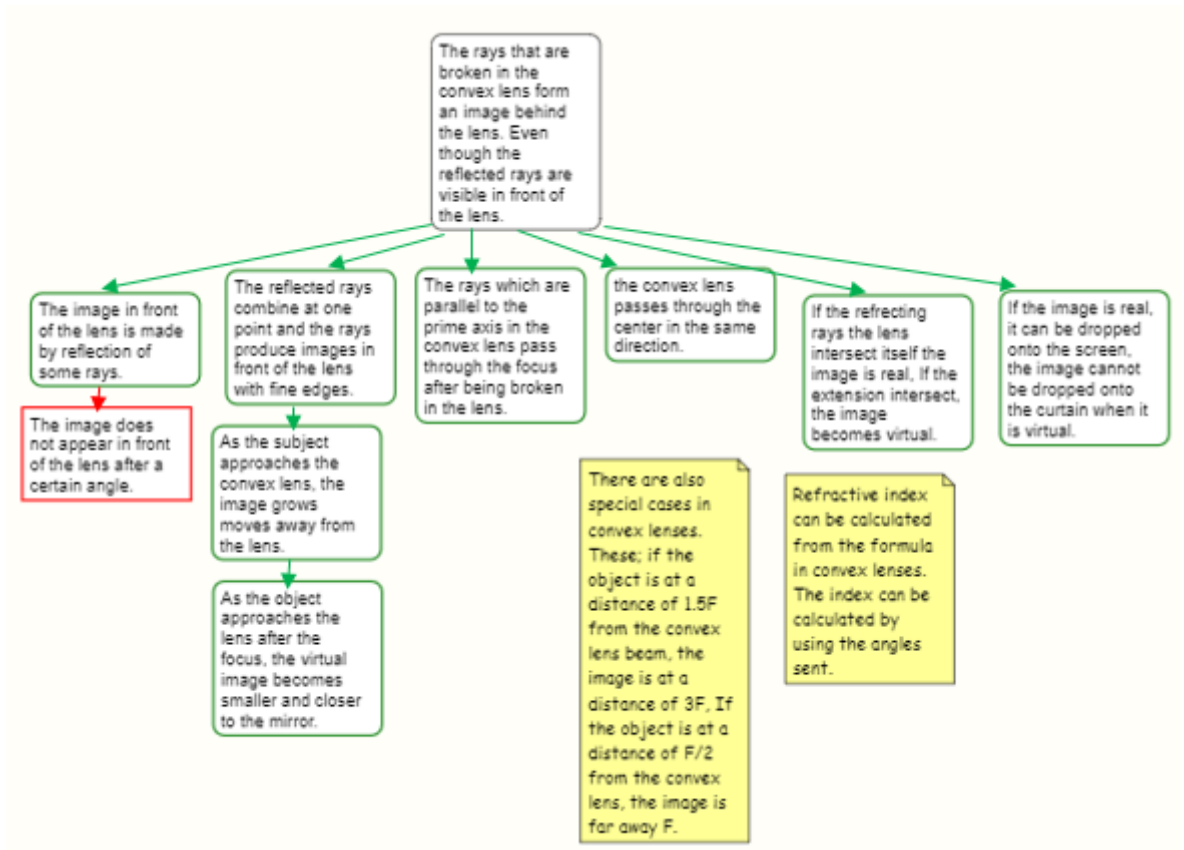 The rays that are
broken in the
convex lens form
an image behind
the lens. Even
though the
reflected rays are
visible in front of
the lens.
The image in front
of the lens is made
by reflection of
some rays.
The image does
not appear in front
of the lens after a
certain angle.
The reflected rays
combine at one
point and the rays
produce images in
front of the lens
with fine edges.
As the subject
approaches the
convex lens, the
image grows
moves away from
the lens.
As the object
approaches the
lens after the
focus, the virtual
image becomes
smaller and closer
to the mirror.
The rays which are
parallel to the
prime axis in the
convex lens pass
through the focus
after being broken
in the lens.
the convex lens
passes through the
center in the same
direction.
If the refrecting
rays the lens
intersect itself the
image is real, If the
extension intersect,
the image
becomes virtual.
If the image is real,
it can be dropped
onto the screen,
the image cannot
be dropped onto
the curtain when it
is virtual.
There are also
special cases in
convex lenses.
These; if the
object is at a
distance of 1.5F
from the convex
lens beam, the
image is at a
distance of 3F, If
the object is at a
distance of F/2
from the convex
lens, the image is
far away F.
Refractive index
can be calculated
from the formula
in convex lenses.
The index can be
calculated by
using the angles
sent.